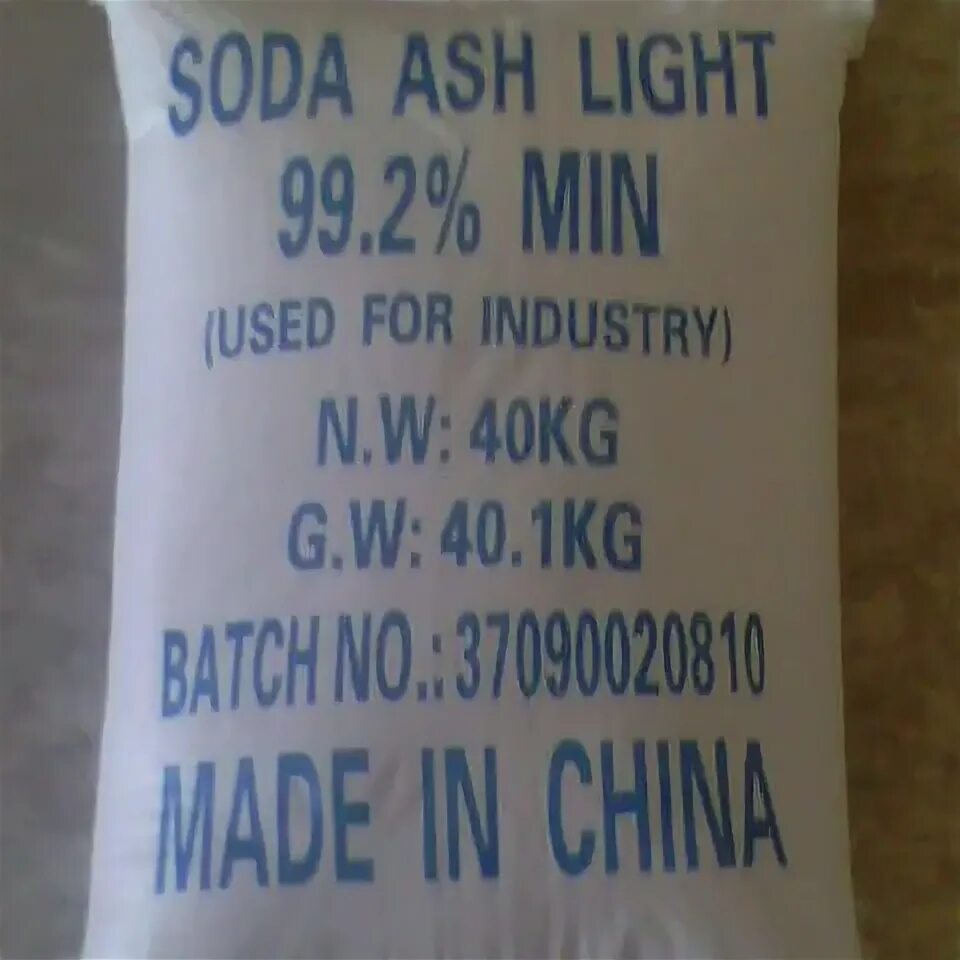 SODA ASH LIGHT
99.2% MIN
(USED FOR INDUSTRY)
N.W: 40KG
G.W: 40.1KG
BATCH NO.: 37090020810
MADE IN CHINA